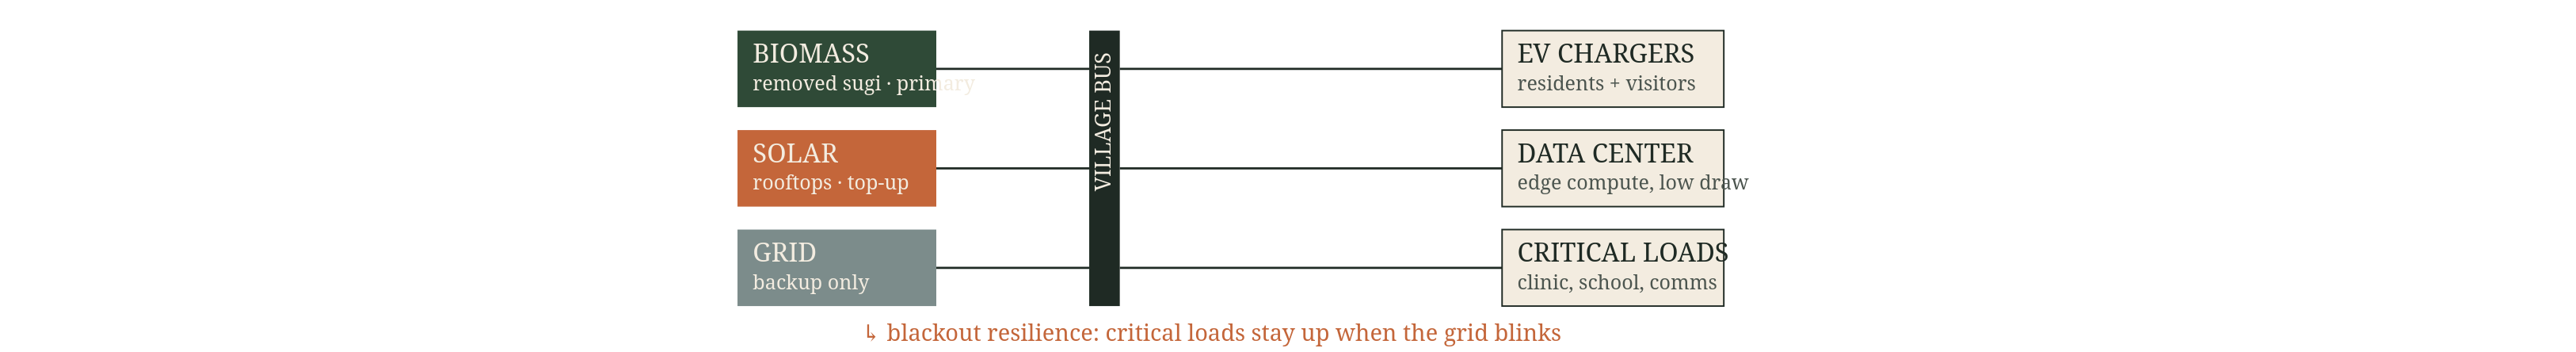 BIOMASS
removed sugi · primary
SOLAR
rooftops · top-up
GRID
backup only
VILLAGE BUS
EV CHARGERS
residents + visitors
DATA CENTER
edge compute, low draw
CRITICAL LOADS
clinic, school, comms
↳ blackout resilience: critical loads stay up when the grid blinks